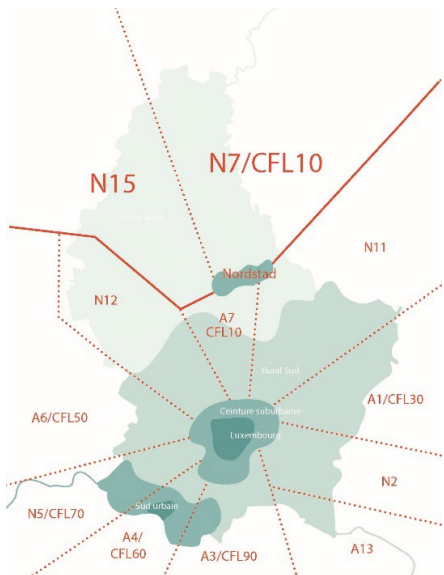 N7/CFL10
N15
Rural Nord
N11
Nordstad
N12
A7
CFL10
Rural Sud
A6/CFL50
A1/CFL30
Ceinture suburbaine
Luxembourg
N2
N5/CFL70
Sud urbain
A4/
CFL60
A3/CFL90
A13